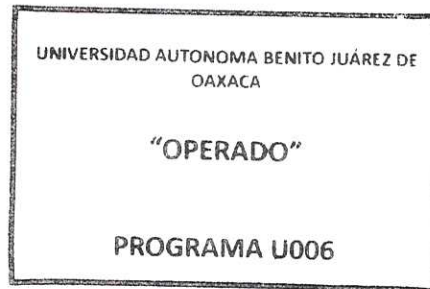 UNIVERSIDAD AUTONOMA BENITO JUÁREZ DE
OAXACA
"OPERADO"
PROGRAMA U006